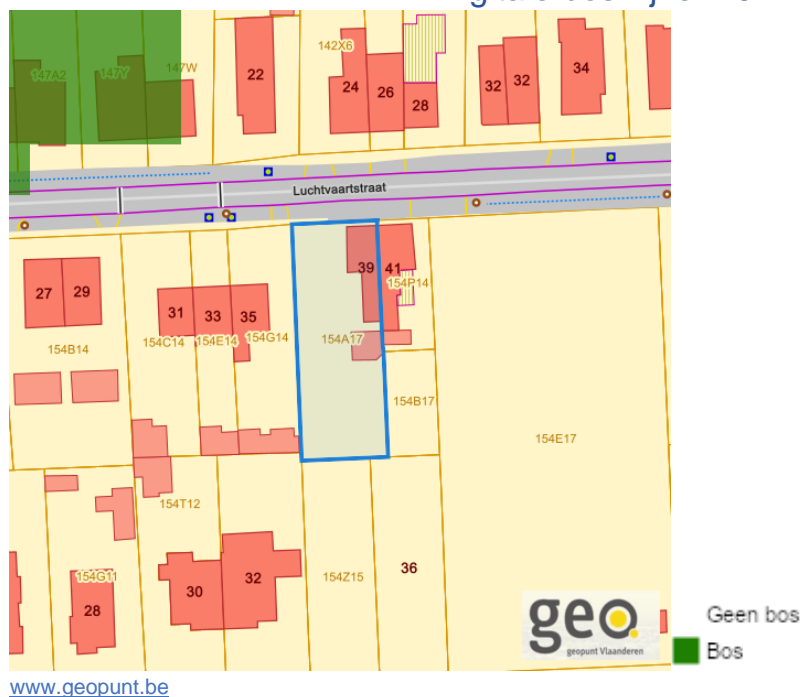 147A2
147Y
147W
22
142X6
24
26
28
32
32
34
Luchtvaartstraat
27
29
31
33
35
39
41
154P14
154B14
154C14
154E14
154G14
154A17
154B17
154E17
154T12
154G11
28
30
32
154Z15
36
geo
geopunt Vlaanderen
Geen bos
Bos
www.geopunt.be